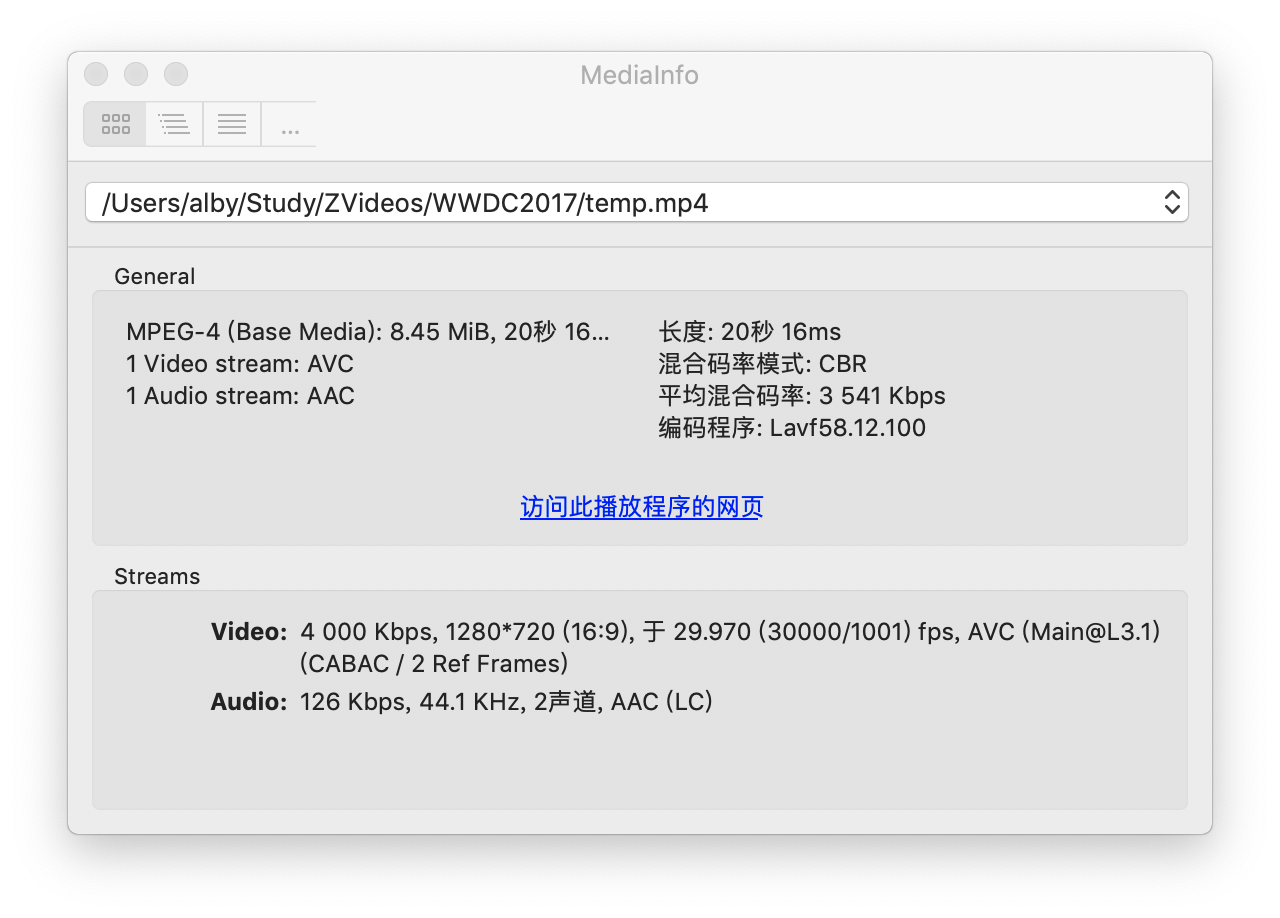 MediaInfo
...
/Users/alby/Study/ZVideos/WWDC2017/temp.mp4
General
MPEG-4 (Base Media): 8.45 MiB, 20秒 16...
1 Video stream: AVC
1 Audio stream: AAC
长度: 20秒 16ms
混合码率模式: CBR
平均混合码率: 3 541 Kbps
编码程序: Lavf58.12.100
访问此播放程序的网页
Streams
Video: 4 000 Kbps, 1280*720 (16:9), 于 29.970 (30000/1001) fps, AVC (Main@L3.1)
(CABAC / 2 Ref Frames)
Audio: 126 Kbps, 44.1 KHz, 2声道, AAC (LC)